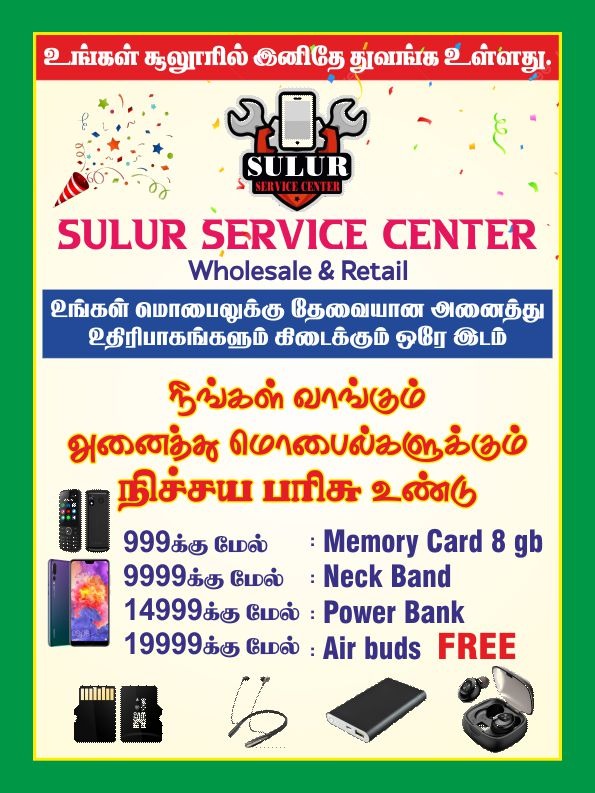 உங்கள் சூலூரில் இனிதே துவங்க உள்ளது.
SULUR
SERVICE CENTER
SULUR SERVICE CENTER
Wholesale & Retail
உங்கள் மொபைலுக்கு தேவையான அனைத்து
உதிரிபாகங்களும் கிடைக்கும் ஒரே இடம்
நீங்கள் வாங்கும்
அனைத்து மொபைல்களுக்கும்
நிச்சய பரிசு உண்டு
999க்கு மேல் : Memory Card 8 gb
9999க்கு மேல் : Neck Band
14999க்கு மேல் : Power Bank
19999க்கு மேல் : Air buds FREE